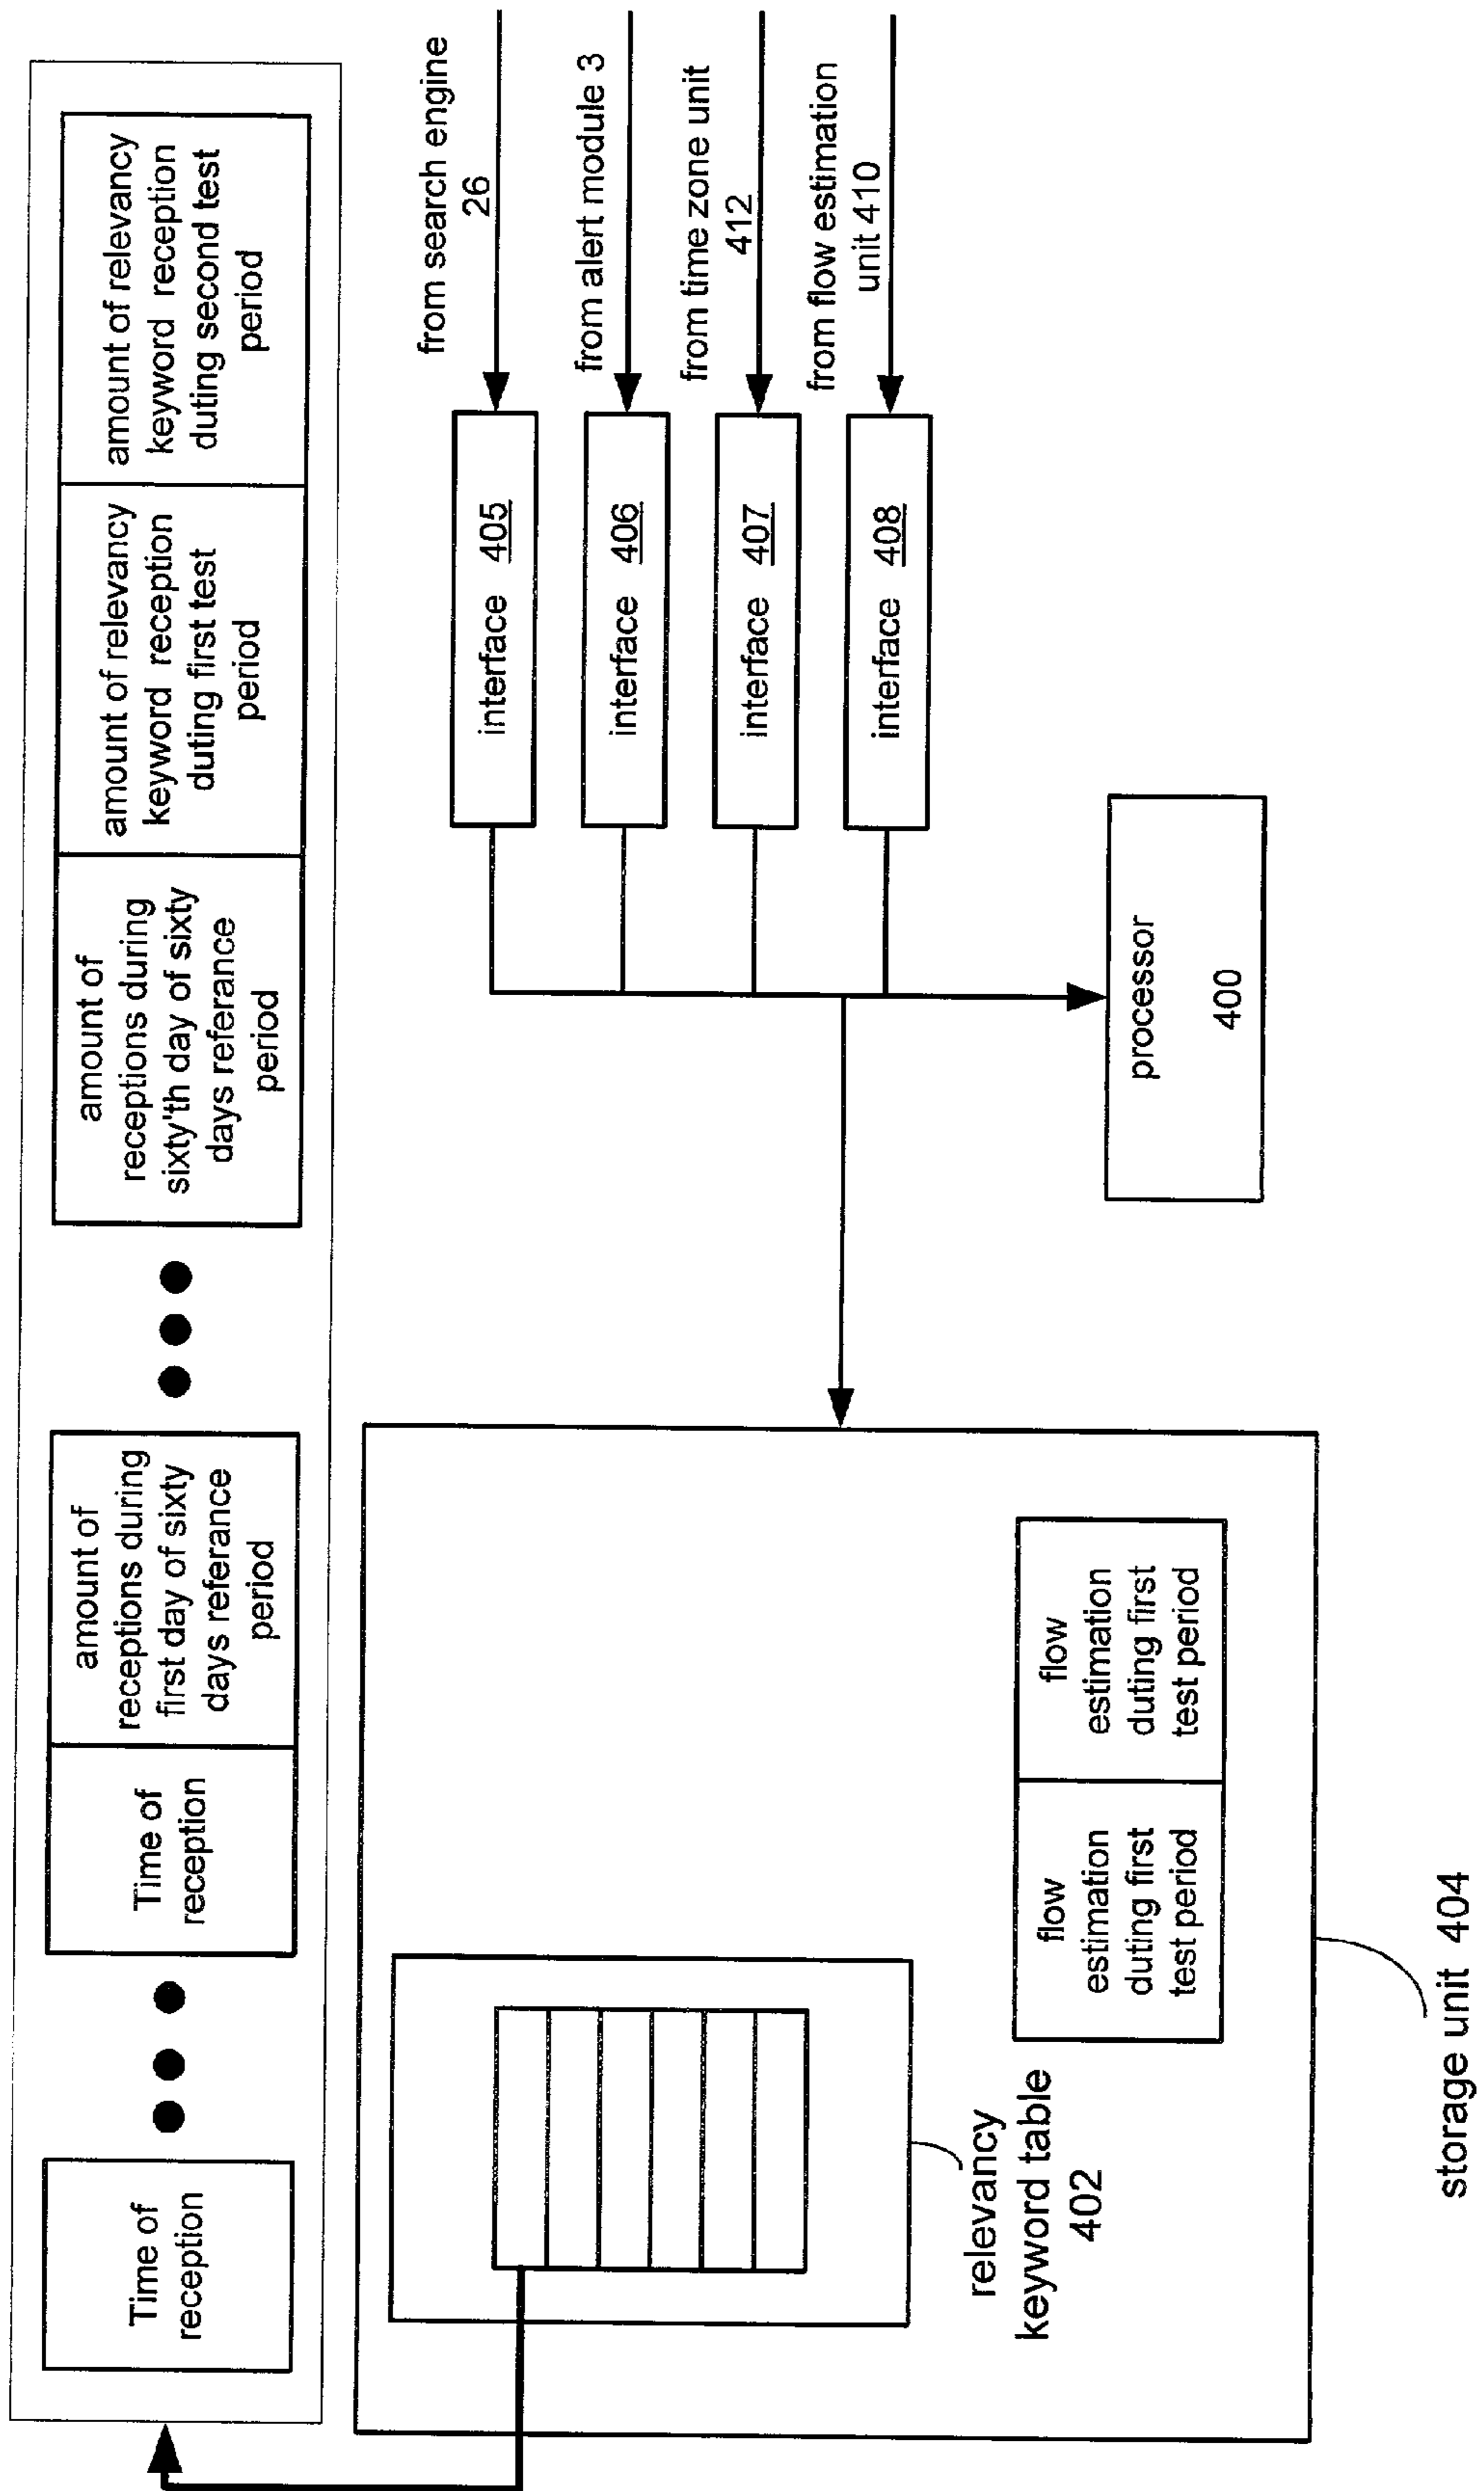 Time of
reception
Time of
reception
amount of
receptions during
first day of sixty
days referance
period
amount of
receptions during
sixty'th day of sixty
days referance
period
amount of relevancy
keyword reception
duting first test
period
amount of relevancy
keyword reception
duting second test
period
from search engine
26
from alert module 3
from time zone unit
412
from flow estimation
unit 410
interface 405
interface 406
interface 407
interface 408
processor
400
relevancy
keyword table
402
flow
estimation
duting first
test period
flow
estimation
duting first
test period
storage unit 404